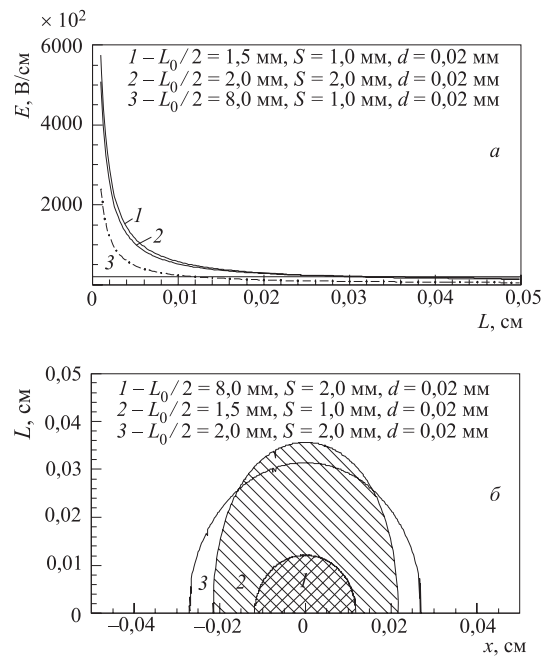 × 10²
6000
4000
2000
0
E, В/см
1 – L₀/2 = 1,5 мм, S = 1,0 мм, d = 0,02 мм
2 – L₀/2 = 2,0 мм, S = 2,0 мм, d = 0,02 мм
3 – L₀/2 = 8,0 мм, S = 1,0 мм, d = 0,02 мм
а
1
2
3
0 0,01 0,02 0,03 0,04 0,05
L, см
0,05
0,04
0,03
0,02
0,01
0
L, см
1 – L₀/2 = 8,0 мм, S = 2,0 мм, d = 0,02 мм
2 – L₀/2 = 1,5 мм, S = 1,0 мм, d = 0,02 мм
3 – L₀/2 = 2,0 мм, S = 2,0 мм, d = 0,02 мм
б
3 2 1
–0,04 –0,02 0 0,02 0,04
x, см